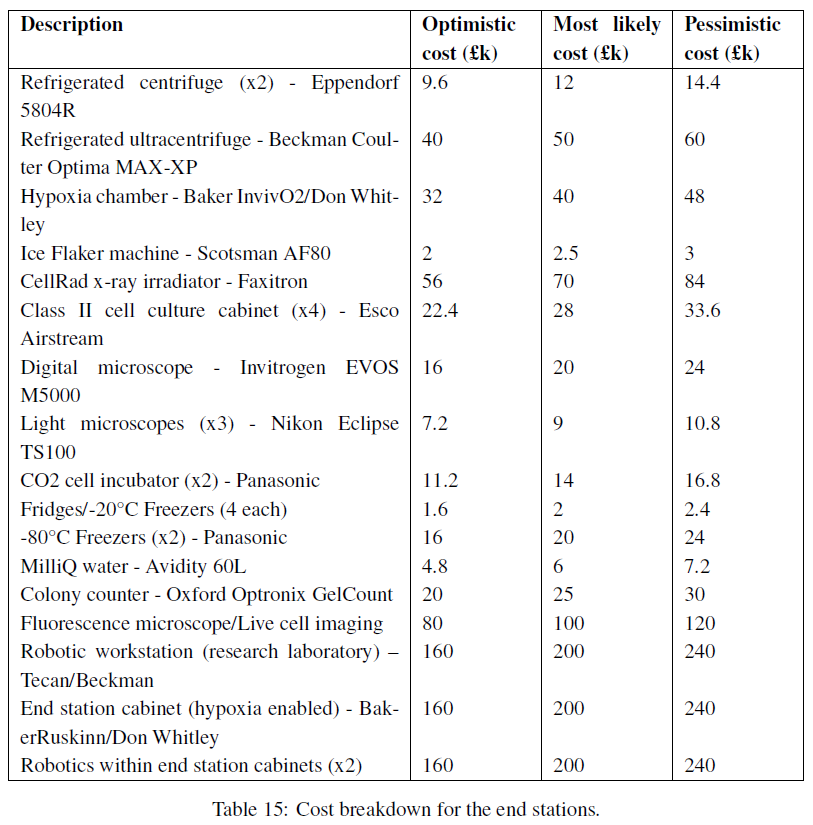 Description Optimistic Most likely Pessimistic
cost (£k) cost (£k) cost (£k)
Refrigerated centrifuge (x2) - Eppendorf 9.6 12 14.4
5804R
Refrigerated ultracentrifuge - Beckman Coul- 40 50 60
ter Optima MAX-XP
Hypoxia chamber - Baker InvivO2/Don Whit- 32 40 48
ley
Ice Flaker machine - Scotsman AF80 2 2.5 3
CellRad x-ray irradiator - Faxitron 56 70 84
Class II cell culture cabinet (x4) - Esco 22.4 28 33.6
Airstream
Digital microscope - Invitrogen EVOS 16 20 24
M5000
Light microscopes (x3) - Nikon Eclipse 7.2 9 10.8
TS100
CO2 cell incubator (x2) - Panasonic 11.2 14 16.8
Fridges/-20°C Freezers (4 each) 1.6 2 2.4
-80°C Freezers (x2) - Panasonic 16 20 24
MilliQ water - Avidity 60L 4.8 6 7.2
Colony counter - Oxford Optronix GelCount 20 25 30
Fluorescence microscope/Live cell imaging 80 100 120
Robotic workstation (research laboratory) – 160 200 240
Tecan/Beckman
End station cabinet (hypoxia enabled) - Bak- 160 200 240
erRuskinn/Don Whitley
Robotics within end station cabinets (x2) 160 200 240
Table 15: Cost breakdown for the end stations.